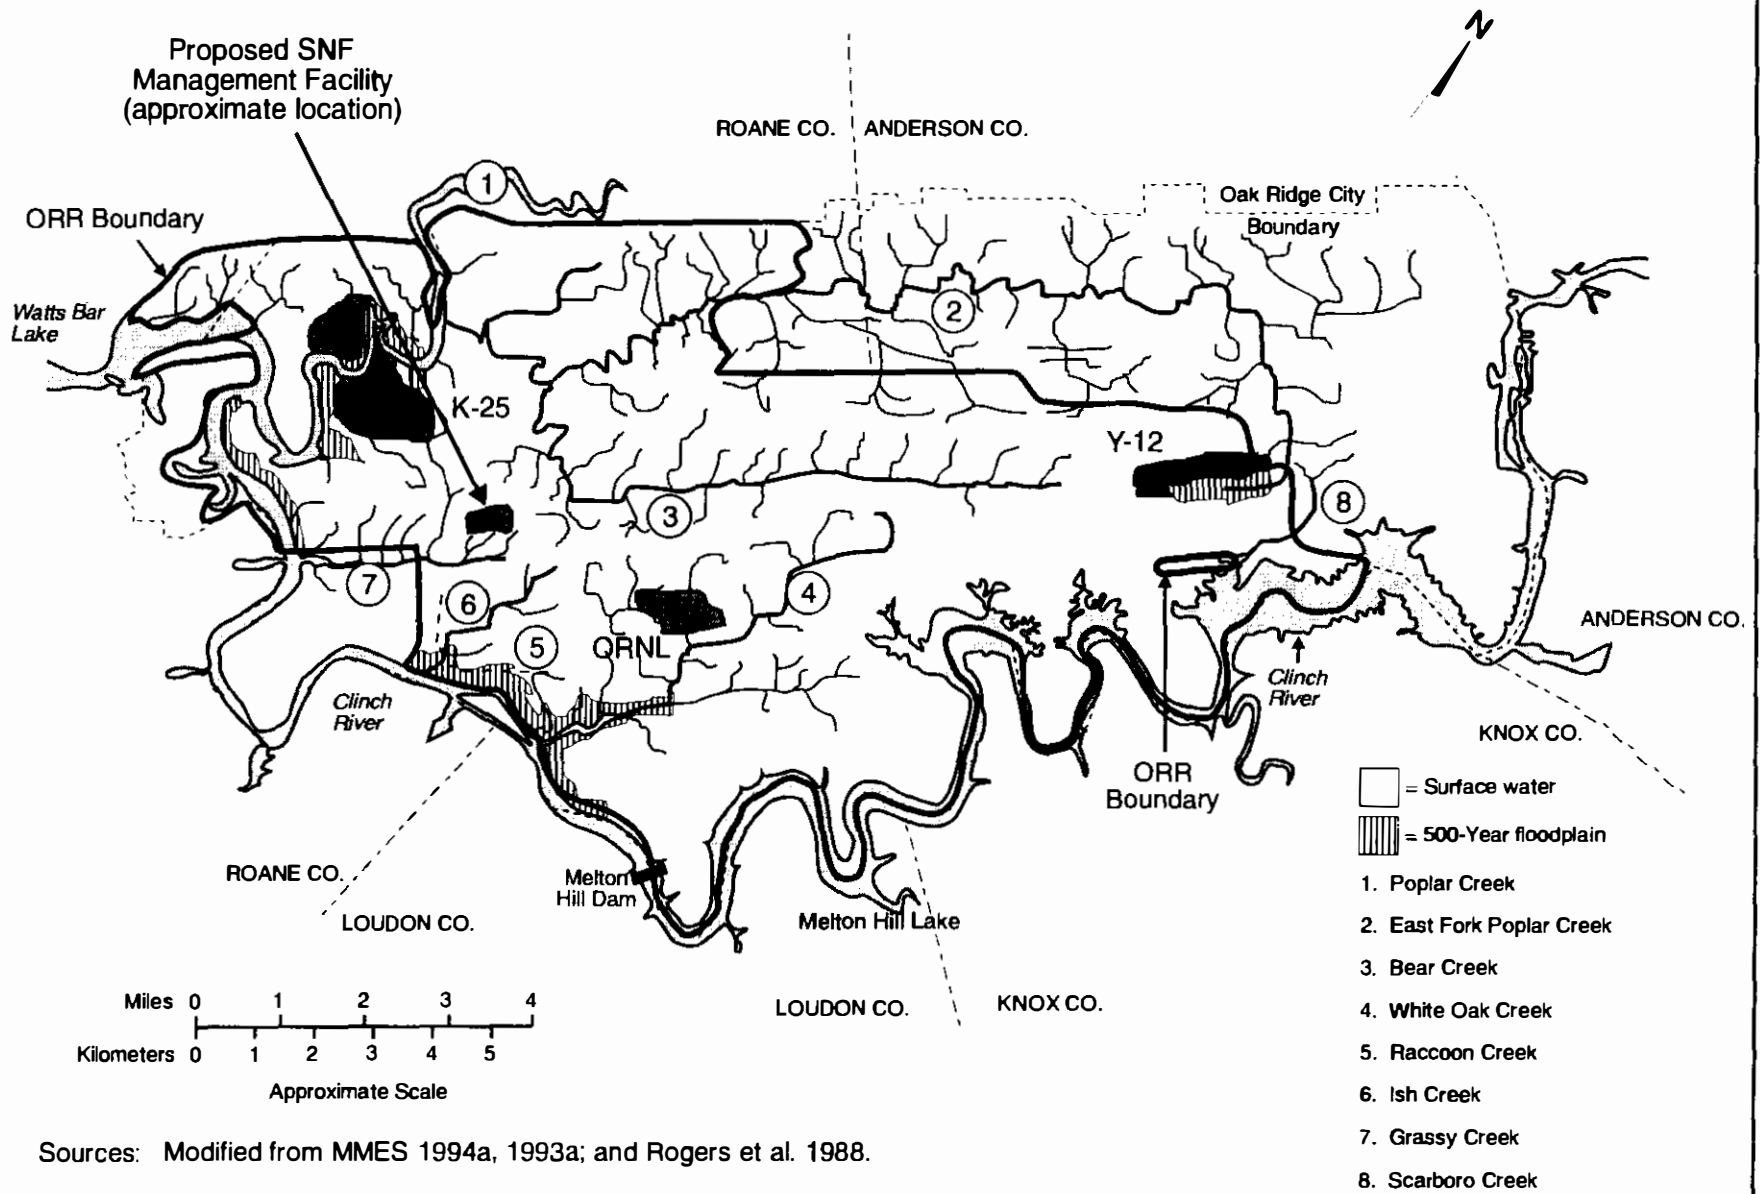 N
Proposed SNF
Management Facility
(approximate location)
ROANE CO.
ANDERSON CO.
1
Oak Ridge City
Boundary
ORR Boundary
Watts Bar
Lake
2
K-25
Y-12
3
8
7
6
4
5
ORNL
ANDERSON CO.
Clinch
River
Clinch
River
KNOX CO.
ORR
Boundary
= Surface water
= 500-Year floodplain
ROANE CO.
Melton
Hill Dam
LOUDON CO.
Melton Hill Lake
1. Poplar Creek
2. East Fork Poplar Creek
3. Bear Creek
4. White Oak Creek
5. Raccoon Creek
6. Ish Creek
7. Grassy Creek
8. Scarboro Creek
LOUDON CO.
KNOX CO.
Miles 0 1 2 3 4
Kilometers 0 1 2 3 4 5
Approximate Scale
Sources: Modified from MMES 1994a, 1993a; and Rogers et al. 1988.